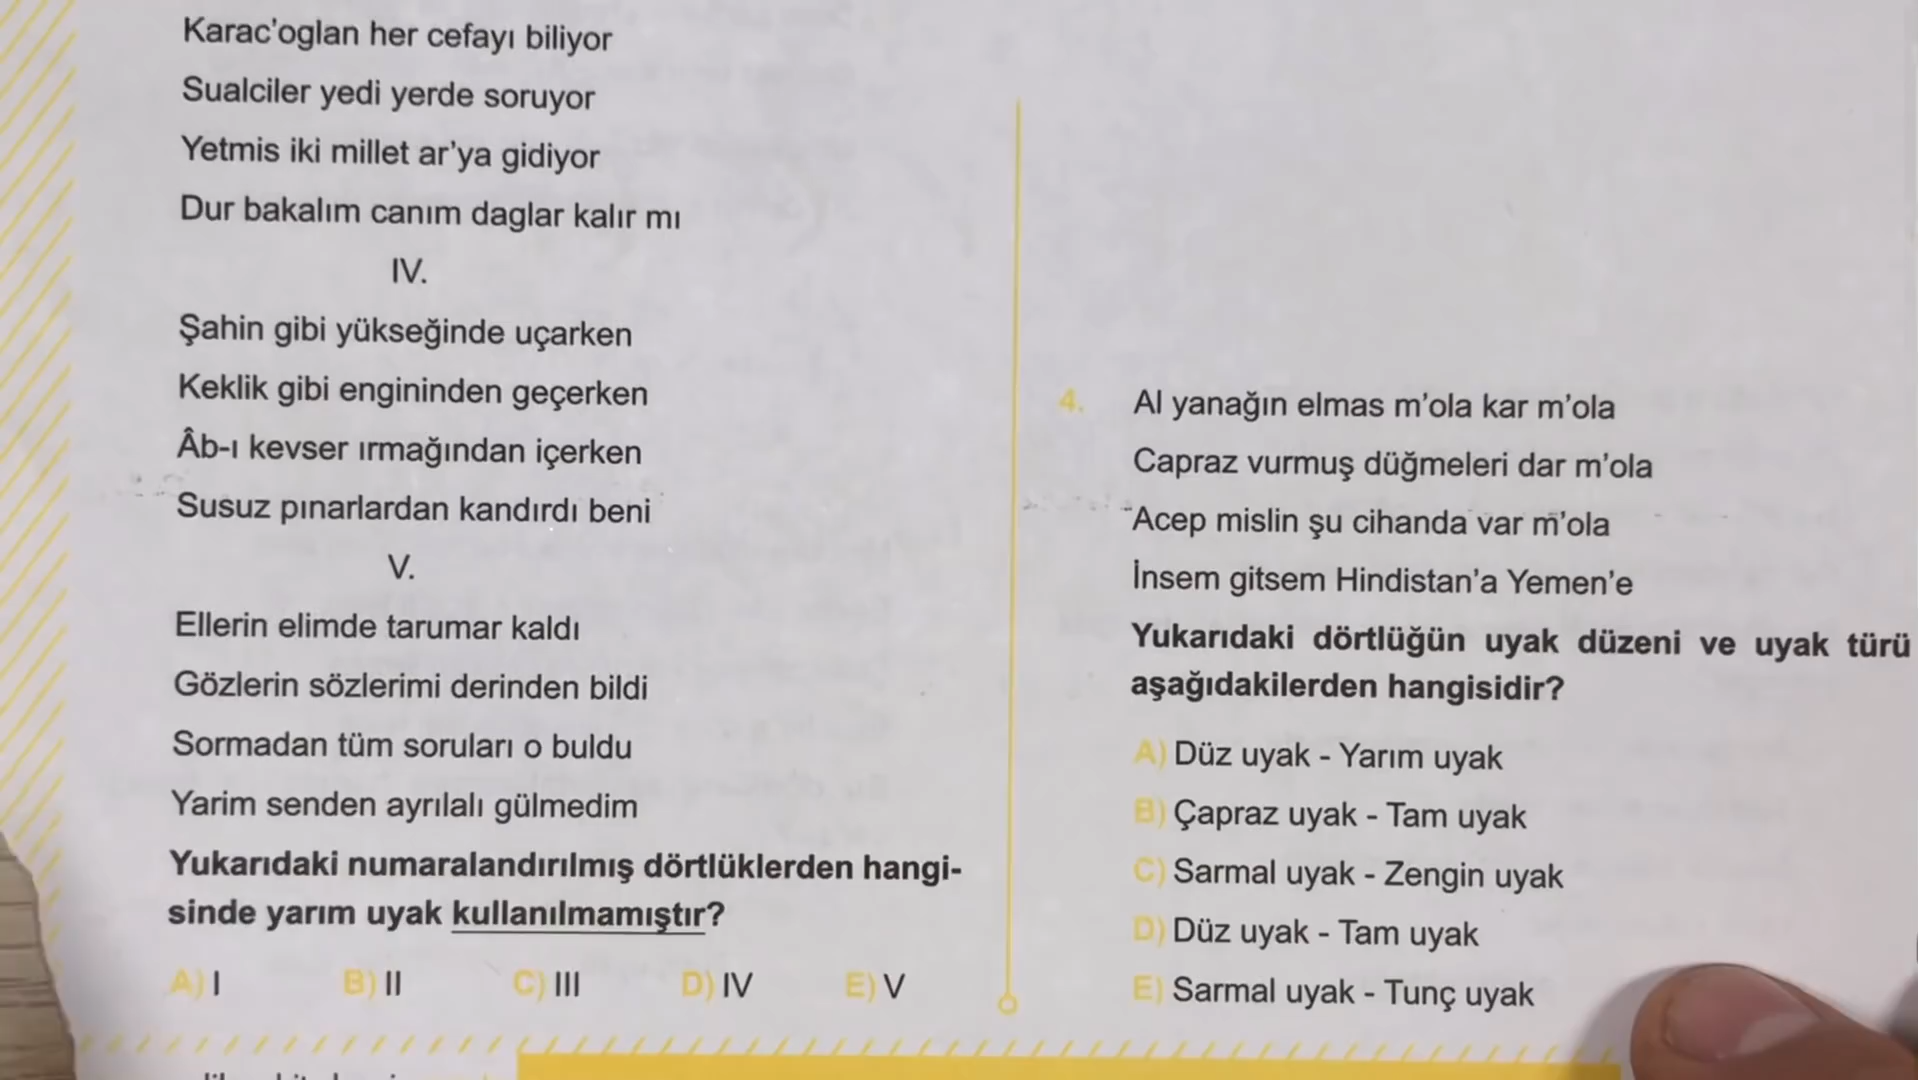 Karac'oglan her cefayı biliyor
Sualciler yedi yerde soruyor
Yetmis iki millet ar'ya gidiyor
Dur bakalım canım daglar kalır mı
IV.
Şahin gibi yükseğinde uçarken
Keklik gibi engininden geçerken
Âb-ı kevser ırmağından içerken
Susuz pınarlardan kandırdı beni
V.
Ellerin elimde tarumar kaldı
Gözlerin sözlerimi derinden bildi
Sormadan tüm soruları o buldu
Yarim senden ayrılalı gülmedim
Yukarıdaki numaralandırılmış dörtlüklerden hangi-
sinde yarım uyak kullanılmamıştır?
A) I B) II C) III D) IV E) V
4. Al yanağın elmas m'ola kar m'ola
Capraz vurmuş düğmeleri dar m'ola
Acep mislin şu cihanda var m'ola
İnsem gitsem Hindistan'a Yemen'e
Yukarıdaki dörtlüğün uyak düzeni ve uyak türü
aşağıdakilerden hangisidir?
A) Düz uyak - Yarım uyak
B) Çapraz uyak - Tam uyak
C) Sarmal uyak - Zengin uyak
D) Düz uyak - Tam uyak
E) Sarmal uyak - Tunç uyak